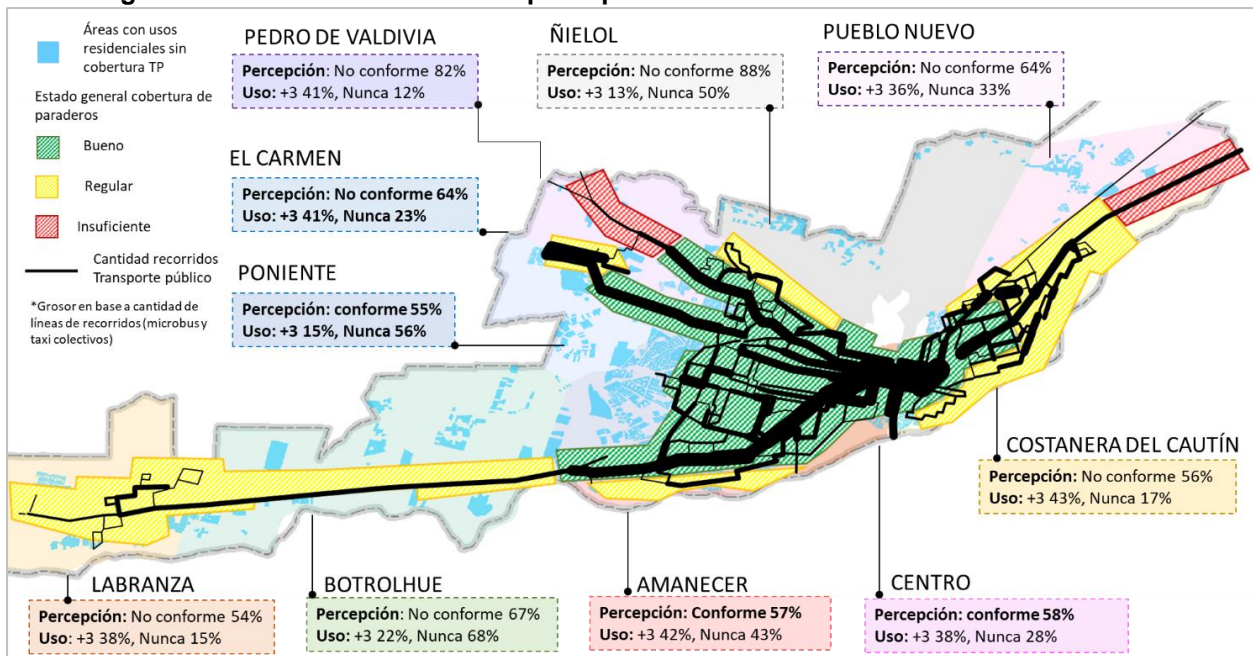 Áreas con usos
residenciales sin
cobertura TP
Estado general cobertura de
paraderos
Bueno
Regular
Insuficiente
Cantidad recorridos
Transporte público
*Grosor en base a cantidad de
líneas de recorridos (microbus y
taxi colectivos)
PEDRO DE VALDIVIA
Percepción: No conforme 82%
Uso: +3 41%, Nunca 12%
ÑIELOL
Percepción: No conforme 88%
Uso: +3 13%, Nunca 50%
PUEBLO NUEVO
Percepción: No conforme 64%
Uso: +3 36%, Nunca 33%
EL CARMEN
Percepción: No conforme 64%
Uso: +3 41%, Nunca 23%
PONIENTE
Percepción: conforme 55%
Uso: +3 15%, Nunca 56%
COSTANERA DEL CAUTÍN
Percepción: No conforme 56%
Uso: +3 43%, Nunca 17%
LABRANZA
Percepción: No conforme 54%
Uso: +3 38%, Nunca 15%
BOTROLHUE
Percepción: No conforme 67%
Uso: +3 22%, Nunca 68%
AMANECER
Percepción: Conforme 57%
Uso: +3 42%, Nunca 43%
CENTRO
Percepción: conforme 58%
Uso: +3 38%, Nunca 28%